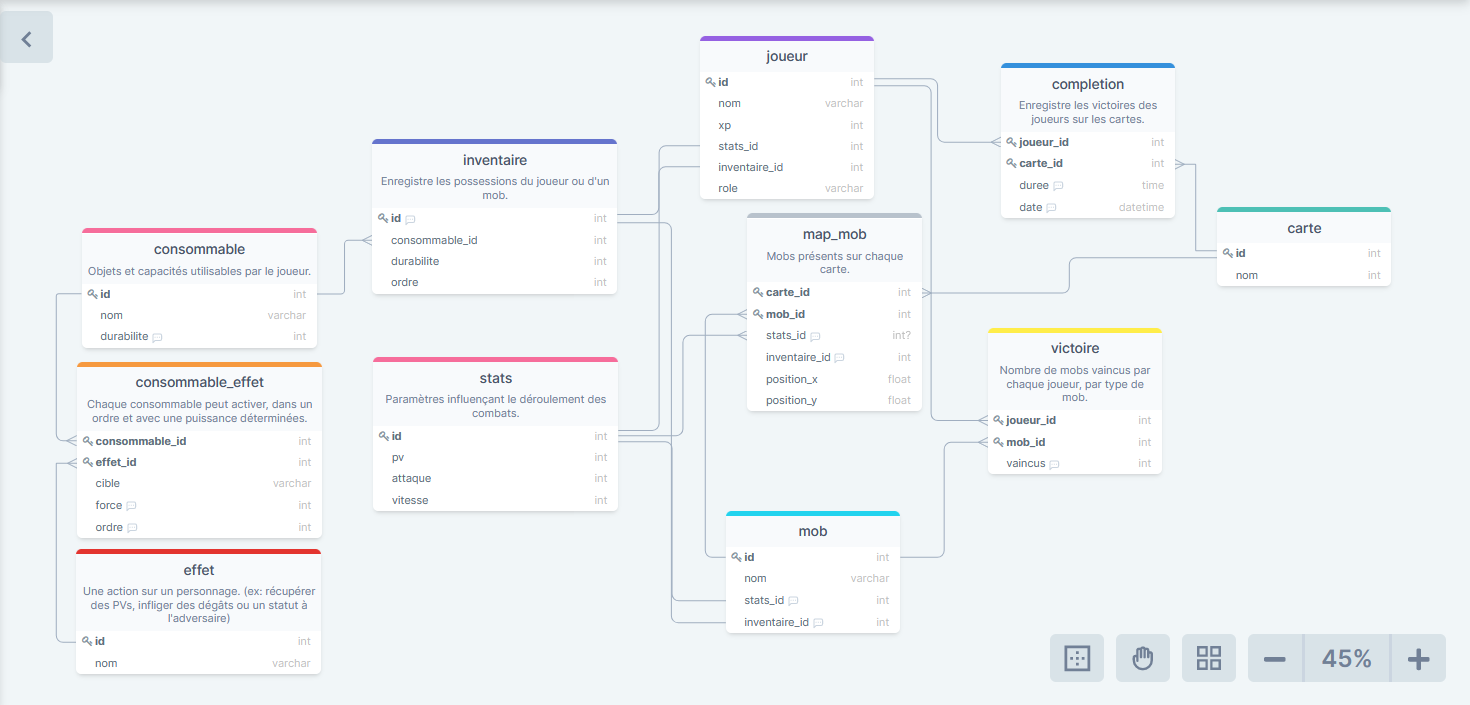 joueur
id int
nom varchar
xp int
stats_id int
inventaire_id int
role varchar
completion
Enregistre les victoires des
joueurs sur les cartes.
joueur_id int
carte_id int
duree time
date datetime
inventaire
Enregistre les possessions du joueur ou d'un
mob.
id int
consommable_id int
durabilite int
ordre int
consommable
Objets et capacités utilisables par le joueur.
id int
nom varchar
durabilite int
map_mob
Mobs présents sur chaque
carte.
carte_id int
mob_id int
stats_id int?
inventaire_id int
position_x float
position_y float
carte
id int
nom int
consommable_effet
Chaque consommable peut activer, dans un
ordre et avec une puissance déterminées.
consommable_id int
effet_id int
cible varchar
force int
ordre int
stats
Paramètres influençant le déroulement des
combats.
id int
pv int
attaque int
vitesse int
victoire
Nombre de mobs vaincus par
chaque joueur, par type de
mob.
joueur_id int
mob_id int
vaincus int
effet
Une action sur un personnage. (ex: récupérer
des PVs, infliger des dégâts ou un statut à
l'adversaire)
id int
nom varchar
mob
id int
nom varchar
stats_id int
inventaire_id int
45%